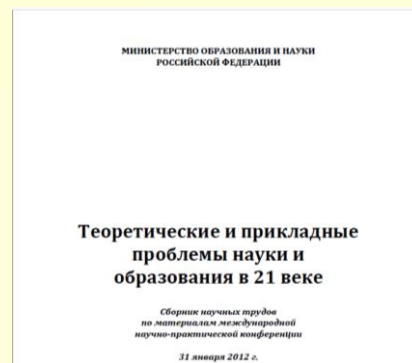 МИНИСТЕРСТВО ОБРАЗОВАНИЯ И НАУКИ
РОССИЙСКОЙ ФЕДЕРАЦИИ
Теоретические и прикладные
проблемы науки и
образования в 21 веке
Сборник научных трудов
по материалам международной
научно-практической конференции
31 января 2012 г.